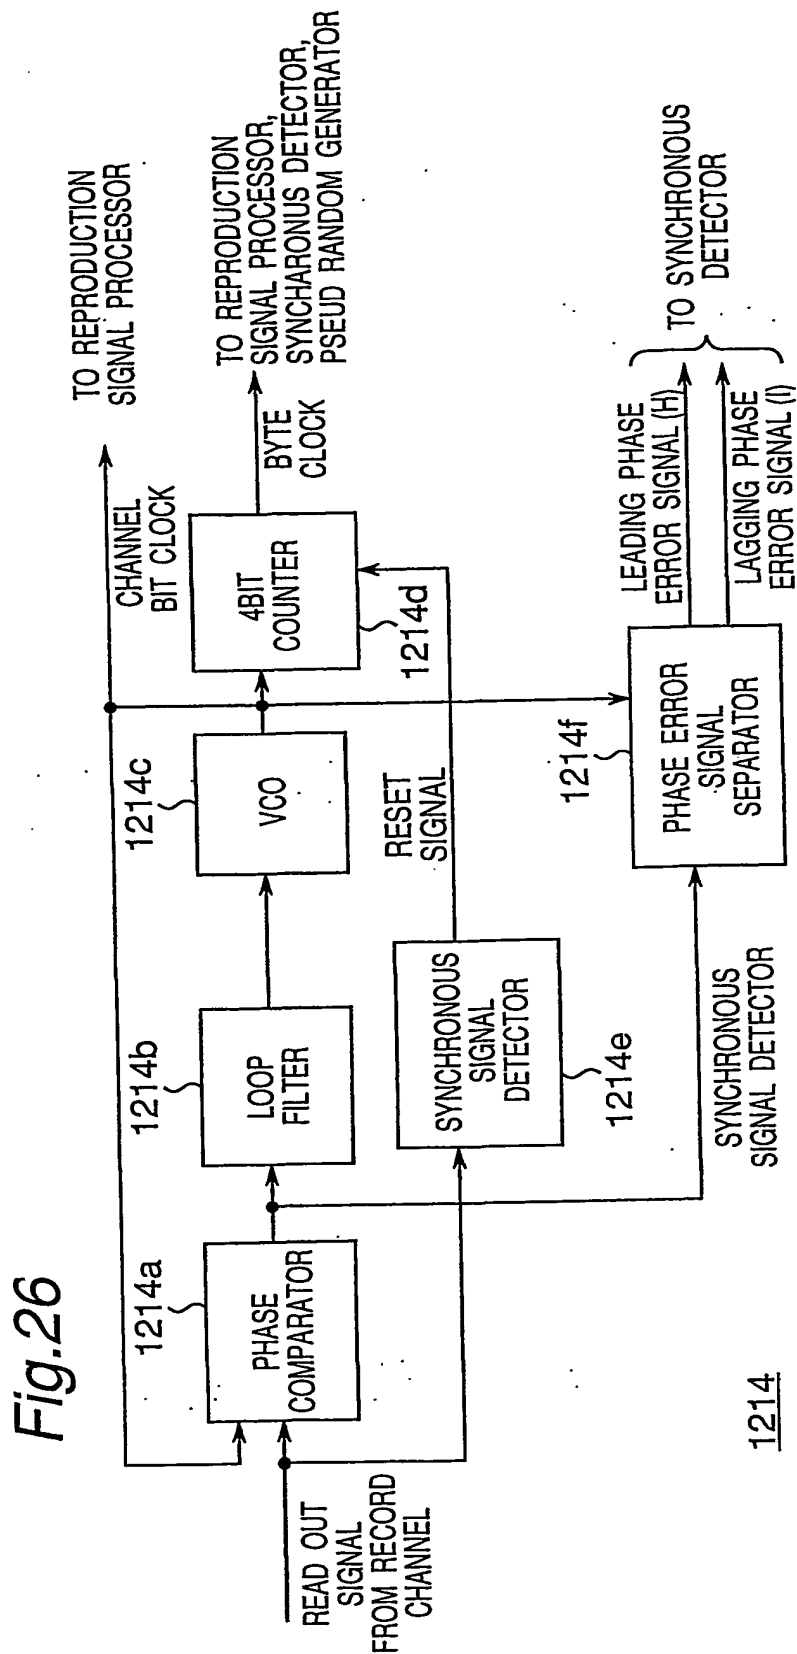 Fig.26
TO REPRODUCTION
SIGNAL PROCESSOR
CHANNEL
BIT CLOCK
TO REPRODUCTION
SIGNAL PROCESSOR,
SYNCHARONUS DETECTOR,
PSEUD RANDOM GENERATOR
BYTE
CLOCK
1214a
PHASE
COMPARATOR
1214b
LOOP
FILTER
1214c
VCO
4BIT
COUNTER
1214d
READ OUT
SIGNAL
FROM RECORD
CHANNEL
SYNCHRONOUS
SIGNAL
DETECTOR
1214e
RESET
SIGNAL
1214f
PHASE ERROR
SIGNAL
SEPARATOR
SYNCHRONOUS
SIGNAL DETECTOR
LEADING PHASE
ERROR SIGNAL(H)
LAGGING PHASE
ERROR SIGNAL(I)
TO SYNCHRONOUS
DETECTOR
1214